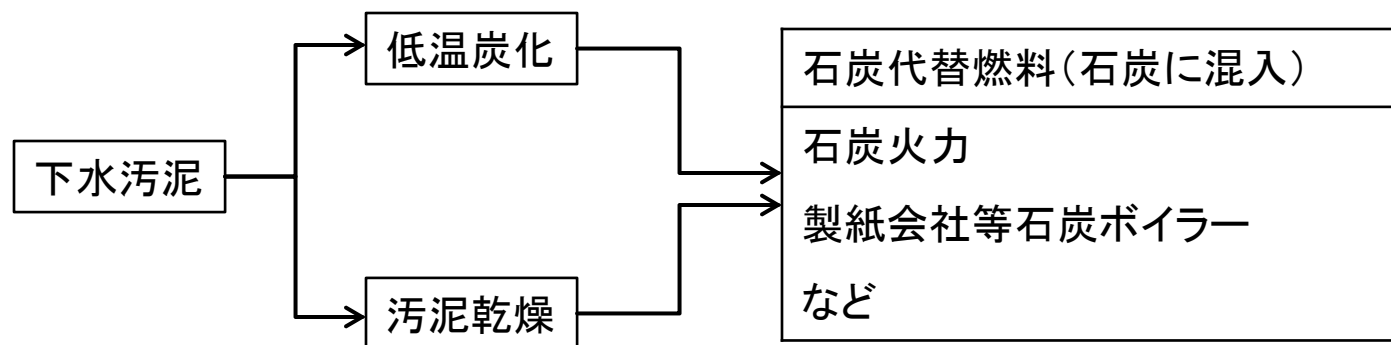 低温炭化
石炭代替燃料（石炭に混入）
石炭火力
下水汚泥
製紙会社等石炭ボイラー
など
汚泥乾燥